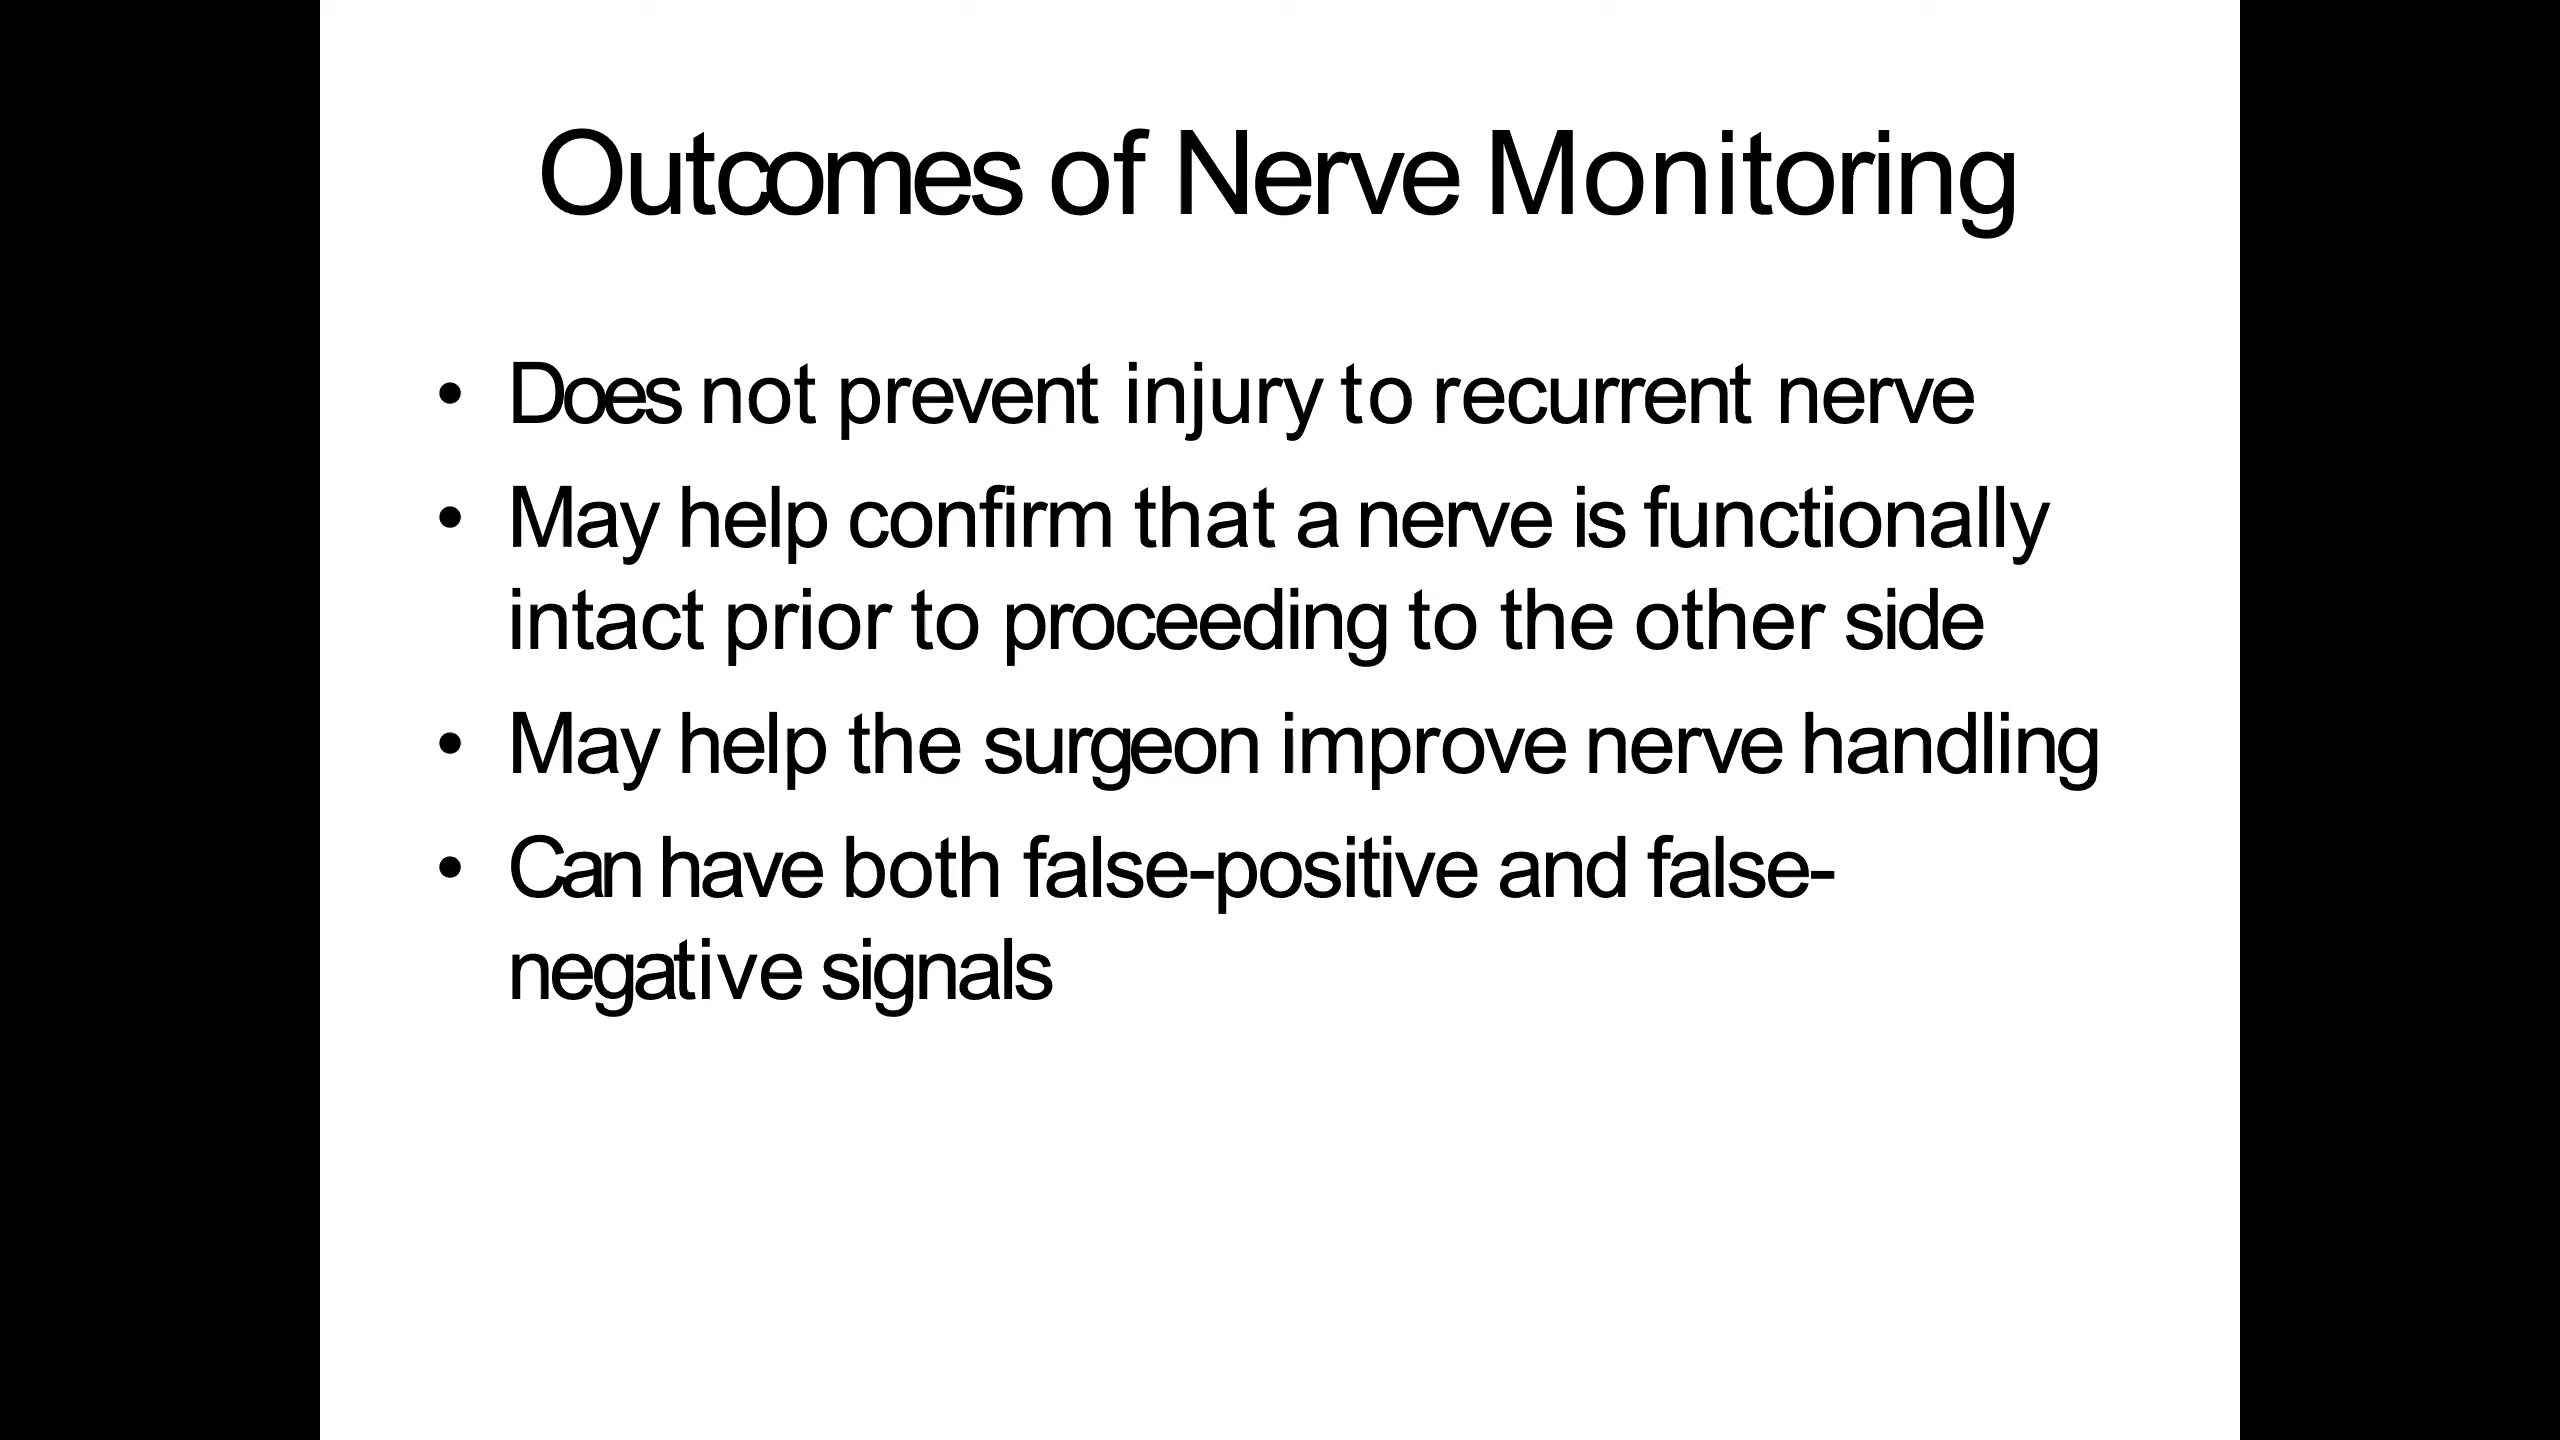 Outcomes of Nerve Monitoring
• Does not prevent injury to recurrent nerve
• May help confirm that a nerve is functionally
intact prior to proceeding to the other side
• May help the surgeon improve nerve handling
• Can have both false-positive and false-
negative signals